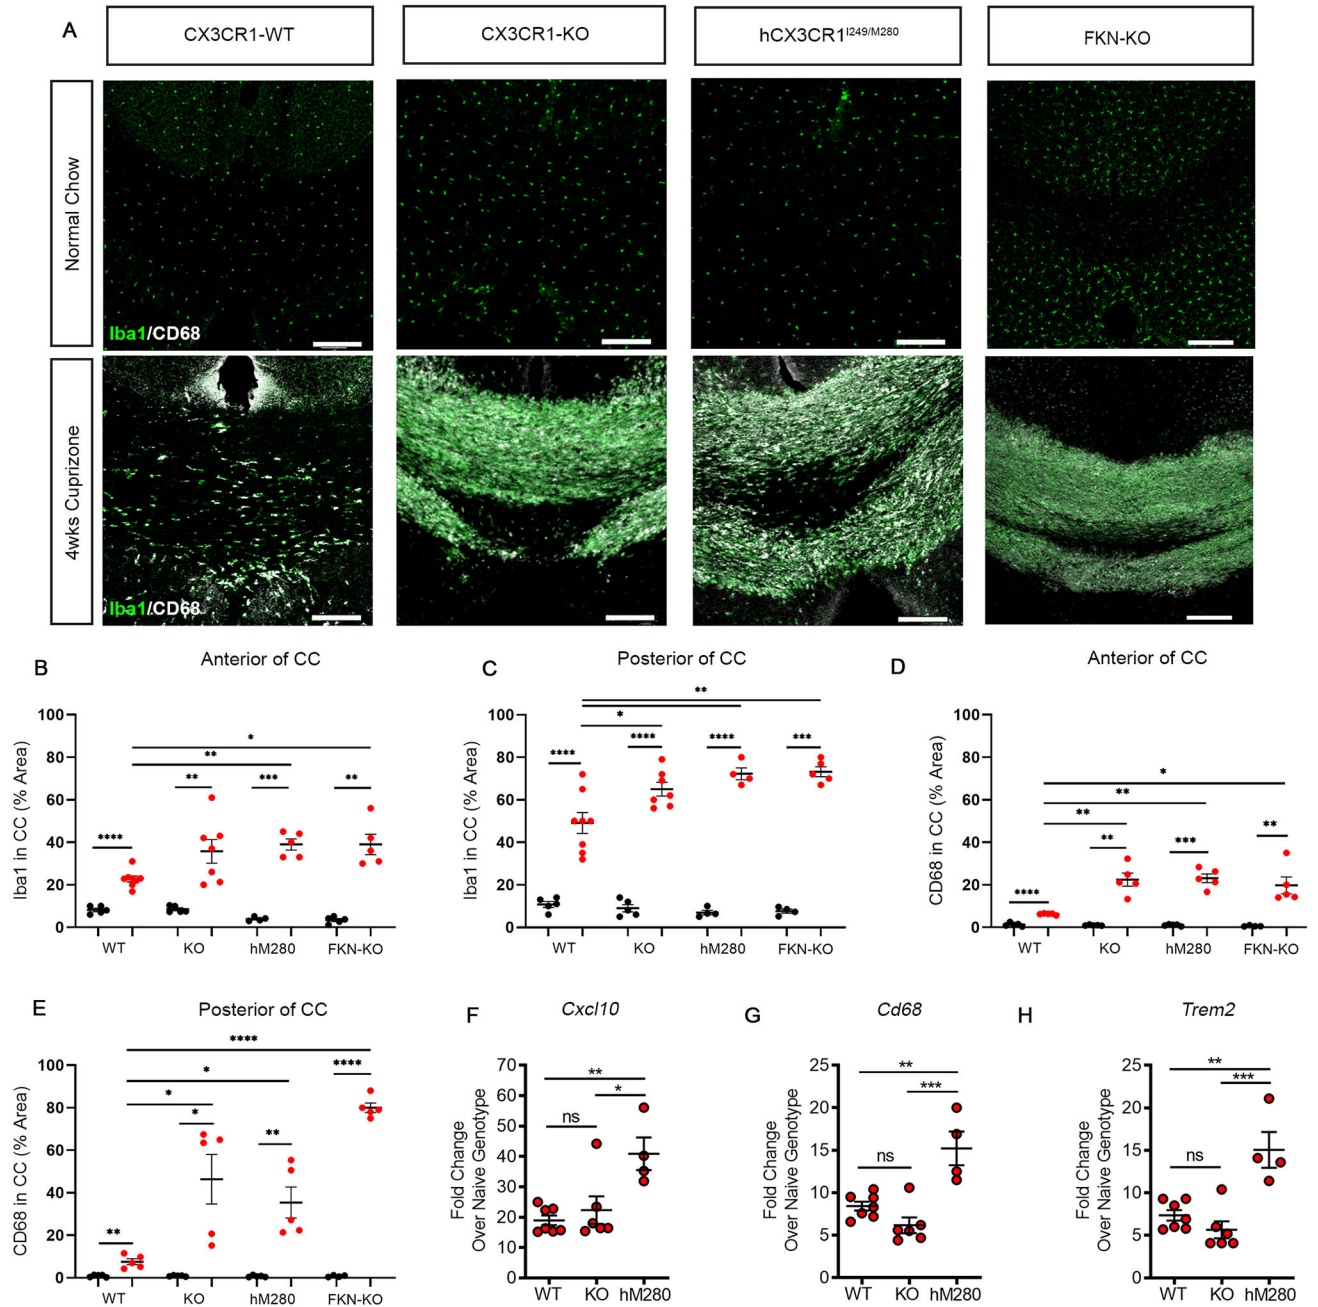 A
CX3CR1-WT
CX3CR1-KO
hCX3CR1^I249/M280
FKN-KO
Normal Chow
Iba1/CD68
4wks Cuprizone
Iba1/CD68
B
Anterior of CC
Iba1 in CC (% Area)
100
80
60
40
20
0
*
**
****
**
***
**
WT
KO
hM280
FKN-KO
C
Posterior of CC
Iba1 in CC (% Area)
100
80
60
40
20
0
**
*
****
****
****
***
WT
KO
hM280
FKN-KO
D
Anterior of CC
CD68 in CC (% Area)
100
80
60
40
20
0
*
**
**
****
**
***
**
WT
KO
hM280
FKN-KO
E
Posterior of CC
CD68 in CC (% Area)
100
80
60
40
20
0
****
*
*
**
*
**
****
WT
KO
hM280
FKN-KO
F
Cxcl10
Fold Change
Over Naive Genotype
70
60
50
40
30
20
10
0
**
*
ns
WT
KO
hM280
G
Cd68
Fold Change
Over Naive Genotype
25
20
15
10
5
0
**
***
ns
WT
KO
hM280
H
Trem2
Fold Change
Over Naive Genotype
25
20
15
10
5
0
**
***
ns
WT
KO
hM280